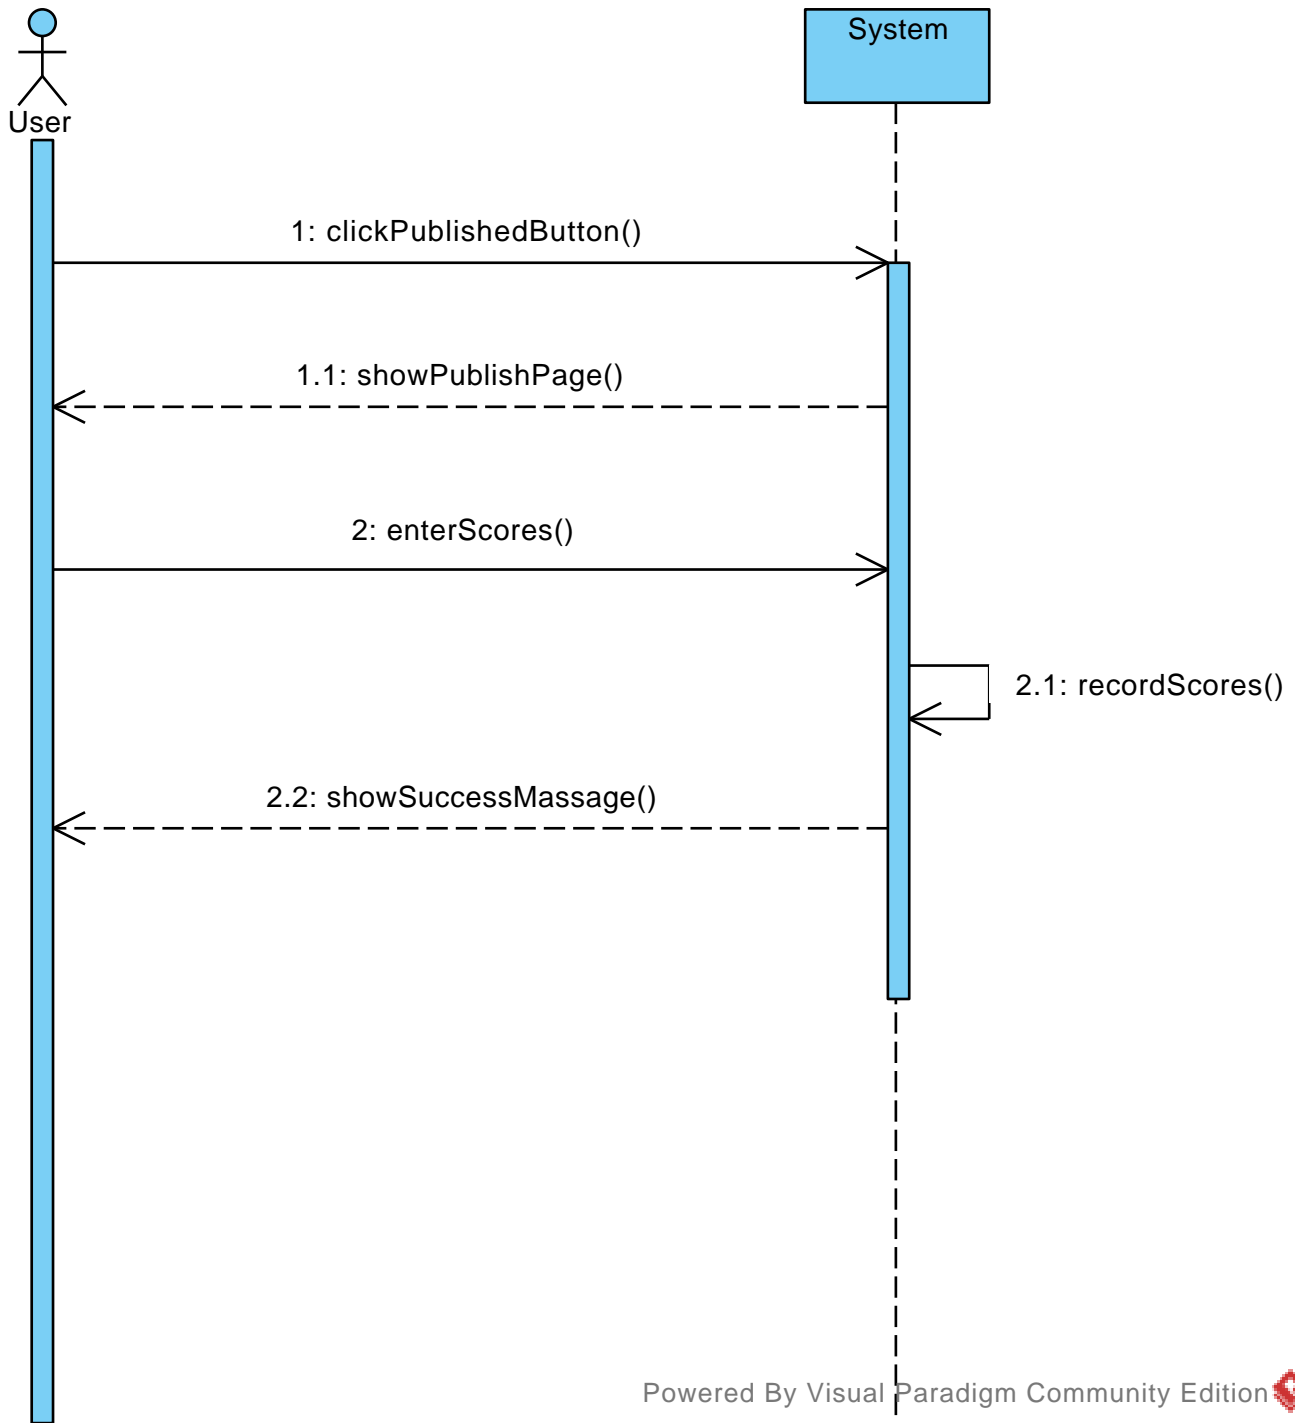 System
User
1: clickPublishedButton()
1.1: showPublishPage()
2: enterScores()
2.1: recordScores()
2.2: showSuccessMassage()
Powered By Visual Paradigm Community Edition